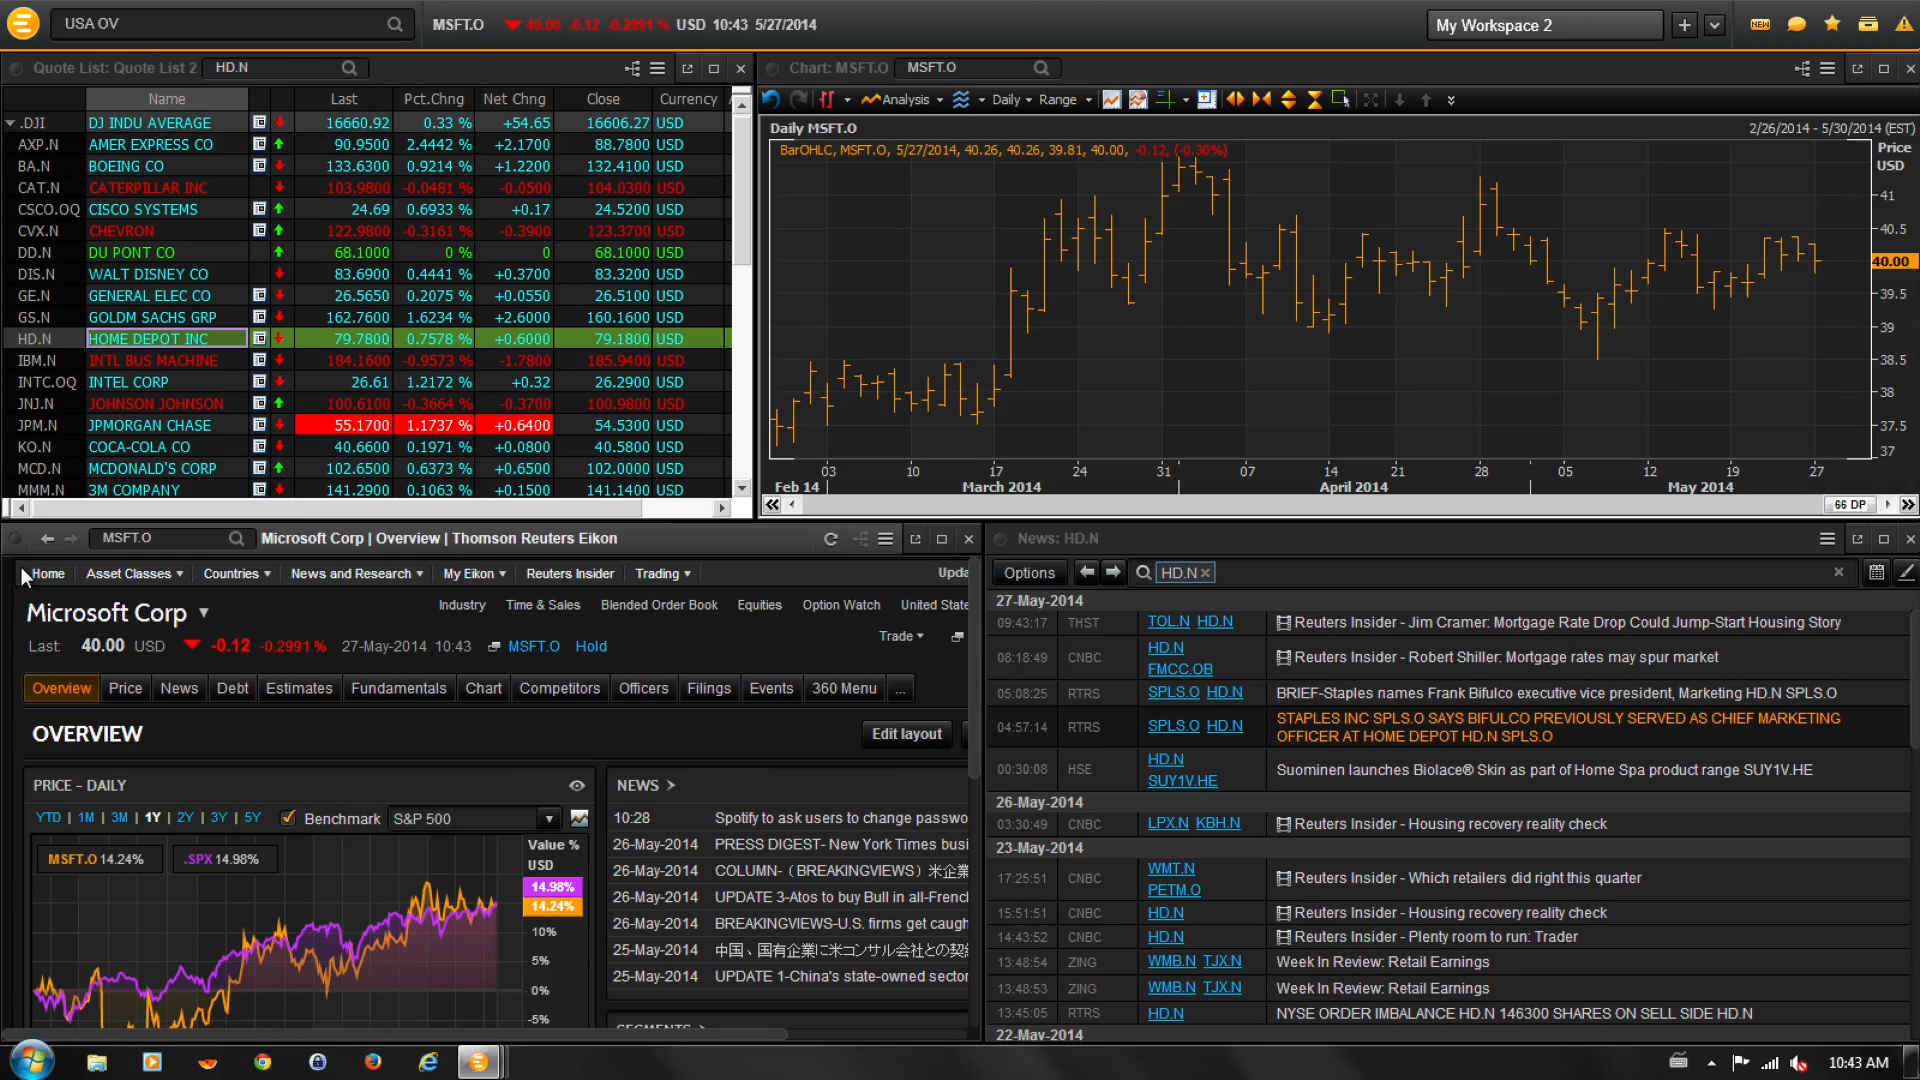 USA OV
MSFT.O 40.00 -0.12 -0.2991 % USD 10:43 5/27/2014
My Workspace 2
NEW
Quote List: Quote List 2 HD.N
Name Last Pct.Chng Net Chng Close Currency
.DJI DJ INDU AVERAGE 16660.92 0.33 % +54.65 16606.27 USD
AXP.N AMER EXPRESS CO 90.9500 2.4442 % +2.1700 88.7800 USD
BA.N BOEING CO 133.6300 0.9214 % +1.2200 132.4100 USD
CAT.N CATERPILLAR INC 103.9800 -0.0481 % -0.0500 104.0300 USD
CSCO.OQ CISCO SYSTEMS 24.69 0.6933 % +0.17 24.5200 USD
CVX.N CHEVRON 122.9800 -0.3161 % -0.3900 123.3700 USD
DD.N DU PONT CO 68.1000 0 % 0 68.1000 USD
DIS.N WALT DISNEY CO 83.6900 0.4441 % +0.3700 83.3200 USD
GE.N GENERAL ELEC CO 26.5650 0.2075 % +0.0550 26.5100 USD
GS.N GOLDM SACHS GRP 162.7600 1.6234 % +2.6000 160.1600 USD
HD.N HOME DEPOT INC 79.7800 0.7578 % +0.6000 79.1800 USD
IBM.N INTL BUS MACHINE 184.1600 -0.9573 % -1.7800 185.9400 USD
INTC.OQ INTEL CORP 26.61 1.2172 % +0.32 26.2900 USD
JNJ.N JOHNSON JOHNSON 100.6100 -0.3664 % -0.3700 100.9800 USD
JPM.N JPMORGAN CHASE 55.1700 1.1737 % +0.6400 54.5300 USD
KO.N COCA-COLA CO 40.6600 0.1971 % +0.0800 40.5800 USD
MCD.N MCDONALD'S CORP 102.6500 0.6373 % +0.6500 102.0000 USD
MMM.N 3M COMPANY 141.2900 0.1063 % +0.1500 141.1400 USD
Chart: MSFT.O MSFT.O
Analysis Daily Range
Daily MSFT.O 2/26/2014 - 5/30/2014 (EST)
BarOHLC, MSFT.O, 5/27/2014, 40.26, 40.26, 39.81, 40.00, -0.12, (-0.30%)
Price
USD
41
40.5
40.00
39.5
39
38.5
38
37.5
37
03 10 17 24 31 07 14 21 28 05 12 19 27
Feb 14 March 2014 April 2014 May 2014
66 DP
MSFT.O Microsoft Corp | Overview | Thomson Reuters Eikon
Home Asset Classes Countries News and Research My Eikon Reuters Insider Trading Upda
Microsoft Corp
Industry Time & Sales Blended Order Book Equities Option Watch United State
Last: 40.00 USD -0.12 -0.2991 % 27-May-2014 10:43 MSFT.O Hold
Trade
Overview Price News Debt Estimates Fundamentals Chart Competitors Officers Filings Events 360 Menu ...
OVERVIEW
Edit layout
PRICE - DAILY
YTD | 1M | 3M | 1Y | 2Y | 3Y | 5Y Benchmark S&P 500
MSFT.O 14.24% .SPX 14.98%
Value %
USD
14.98%
14.24%
10%
5%
0%
-5%
NEWS >
10:28 Spotify to ask users to change passwo
26-May-2014 PRESS DIGEST- New York Times busi
26-May-2014 COLUMN-（BREAKINGVIEWS）米企業
26-May-2014 UPDATE 3-Atos to buy Bull in all-Frenc
26-May-2014 BREAKINGVIEWS-U.S. firms get caugh
25-May-2014 中国、国有企業に米コンサル会社との契約
25-May-2014 UPDATE 1-China's state-owned sector
SEGMENTS >
News: HD.N
Options HD.N ×
27-May-2014
09:43:17 THST TOL.N HD.N Reuters Insider - Jim Cramer: Mortgage Rate Drop Could Jump-Start Housing Story
08:18:49 CNBC HD.N FMCC.OB Reuters Insider - Robert Shiller: Mortgage rates may spur market
05:08:25 RTRS SPLS.O HD.N BRIEF-Staples names Frank Bifulco executive vice president, Marketing HD.N SPLS.O
04:57:14 RTRS SPLS.O HD.N STAPLES INC SPLS.O SAYS BIFULCO PREVIOUSLY SERVED AS CHIEF MARKETING
OFFICER AT HOME DEPOT HD.N SPLS.O
00:30:08 HSE HD.N SUY1V.HE Suominen launches Biolace® Skin as part of Home Spa product range SUY1V.HE
26-May-2014
03:30:49 CNBC LPX.N KBH.N Reuters Insider - Housing recovery reality check
23-May-2014
17:25:51 CNBC WMT.N PETM.O Reuters Insider - Which retailers did right this quarter
15:51:51 CNBC HD.N Reuters Insider - Housing recovery reality check
14:43:52 CNBC HD.N Reuters Insider - Plenty room to run: Trader
13:48:54 ZING WMB.N TJX.N Week In Review: Retail Earnings
13:48:53 ZING WMB.N TJX.N Week In Review: Retail Earnings
13:45:05 RTRS HD.N NYSE ORDER IMBALANCE HD.N 146300 SHARES ON SELL SIDE HD.N
22-May-2014
10:43 AM